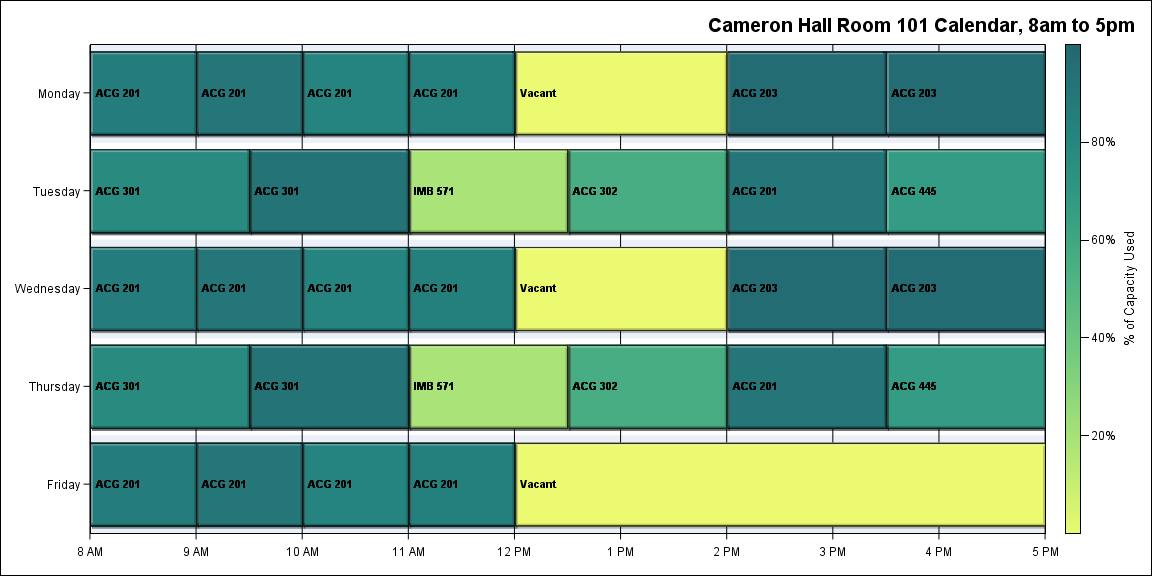 Cameron Hall Room 101 Calendar, 8am to 5pm
Monday ACG 201 ACG 201 ACG 201 ACG 201 Vacant ACG 203 ACG 203
80%
Tuesday ACG 301 ACG 301 IMB 571 ACG 302 ACG 201 ACG 445
60%
% of Capacity Used
Wednesday ACG 201 ACG 201 ACG 201 ACG 201 Vacant ACG 203 ACG 203
40%
Thursday ACG 301 ACG 301 IMB 571 ACG 302 ACG 201 ACG 445
20%
Friday ACG 201 ACG 201 ACG 201 ACG 201 Vacant
8 AM 9 AM 10 AM 11 AM 12 PM 1 PM 2 PM 3 PM 4 PM 5 PM